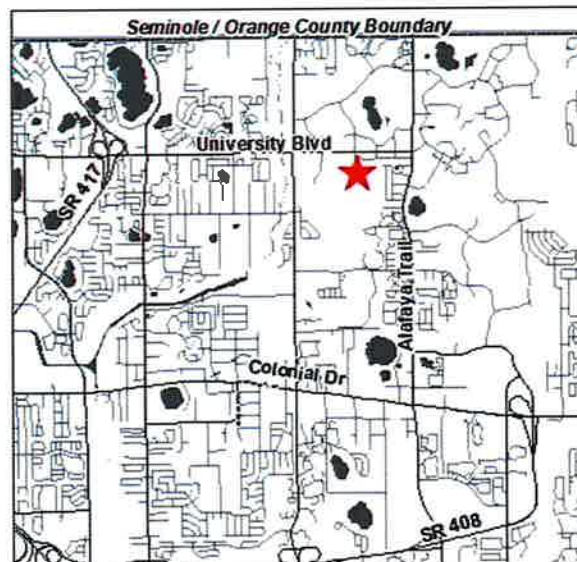 Seminole / Orange County Boundary
University Blvd
SR 417
Alafaya Trail
Colonial Dr
SR 408